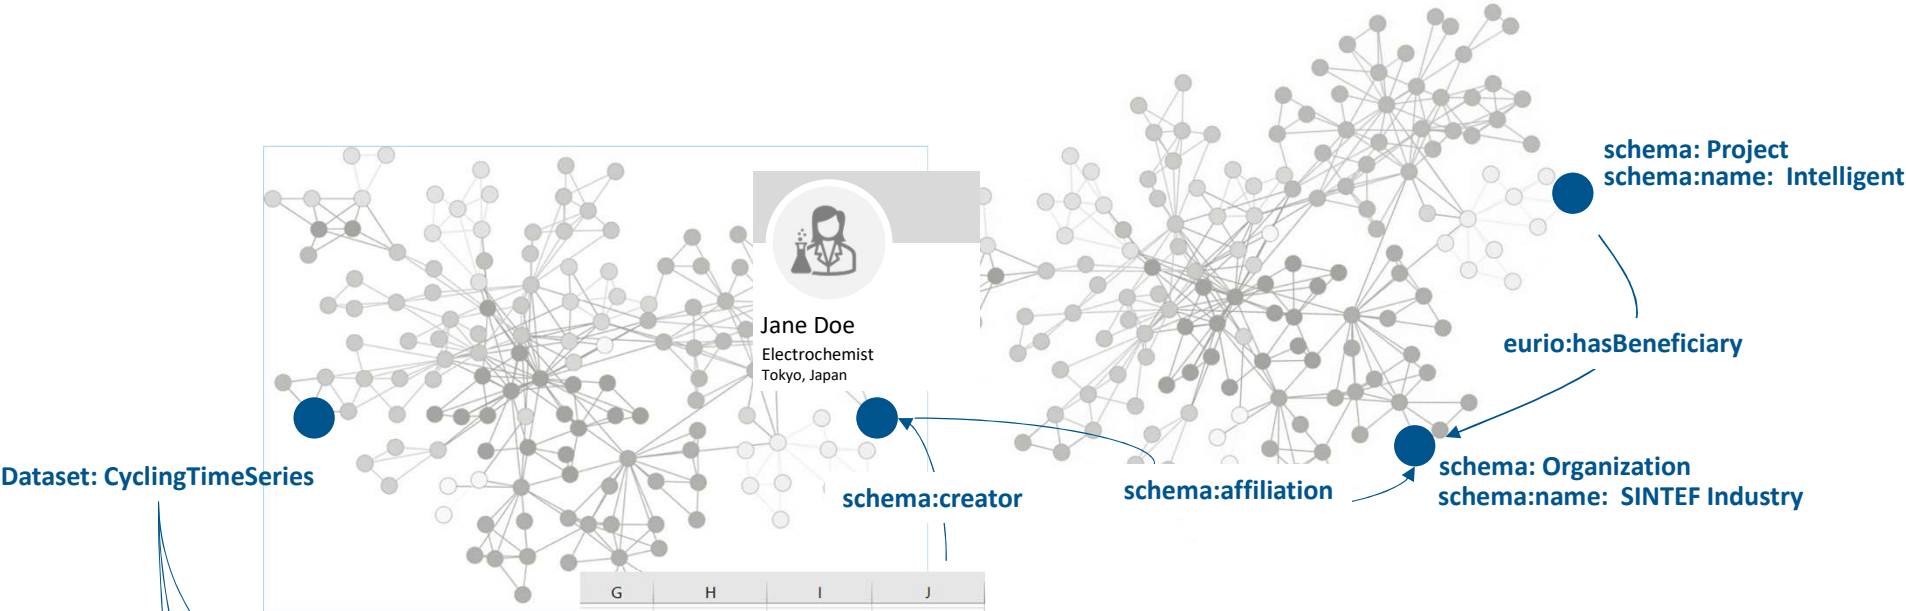 schema: Project
schema:name: Intelligent
Jane Doe
Electrochemist
Tokyo, Japan
eurio:hasBeneficiary
Dataset: CyclingTimeSeries
schema:creator
schema:affiliation
schema: Organization
schema:name: SINTEF Industry
G H I J